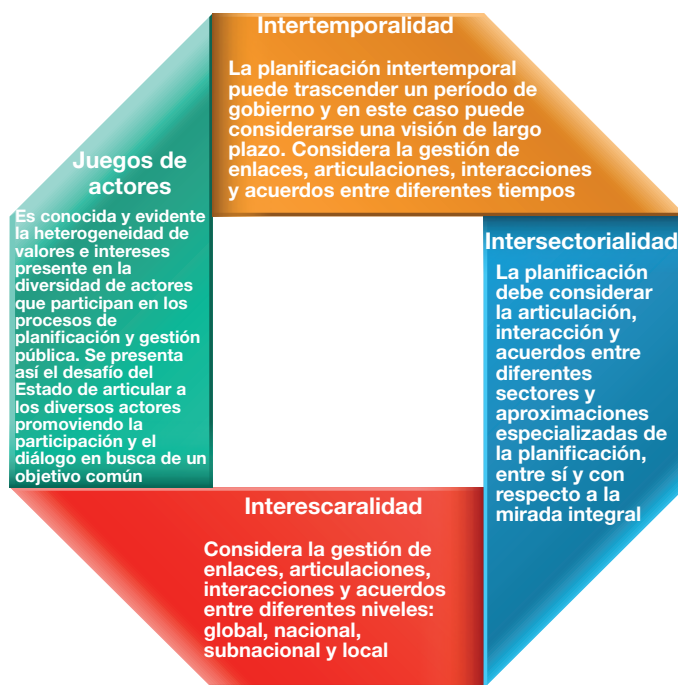 Intertemporalidad
La planificación intertemporal
puede trascender un período de
gobierno y en este caso puede
considerarse una visión de largo
plazo. Considera la gestión de
enlaces, articulaciones, interacciones
y acuerdos entre diferentes tiempos
Juegos de
actores
Es conocida y evidente
la heterogeneidad de
valores e intereses
presente en la
diversidad de actores
que participan en los
procesos de
planificación y gestión
pública. Se presenta
así el desafío del
Estado de articular a
los diversos actores
promoviendo la
participación y el
diálogo en busca de un
objetivo común
Intersectorialidad
La planificación
debe considerar
la articulación,
interacción y
acuerdos entre
diferentes
sectores y
aproximaciones
especializadas de
la planificación,
entre sí y con
respecto a la
mirada integral
Interescaralidad
Considera la gestión de
enlaces, articulaciones,
interacciones y acuerdos
entre diferentes niveles:
global, nacional,
subnacional y local